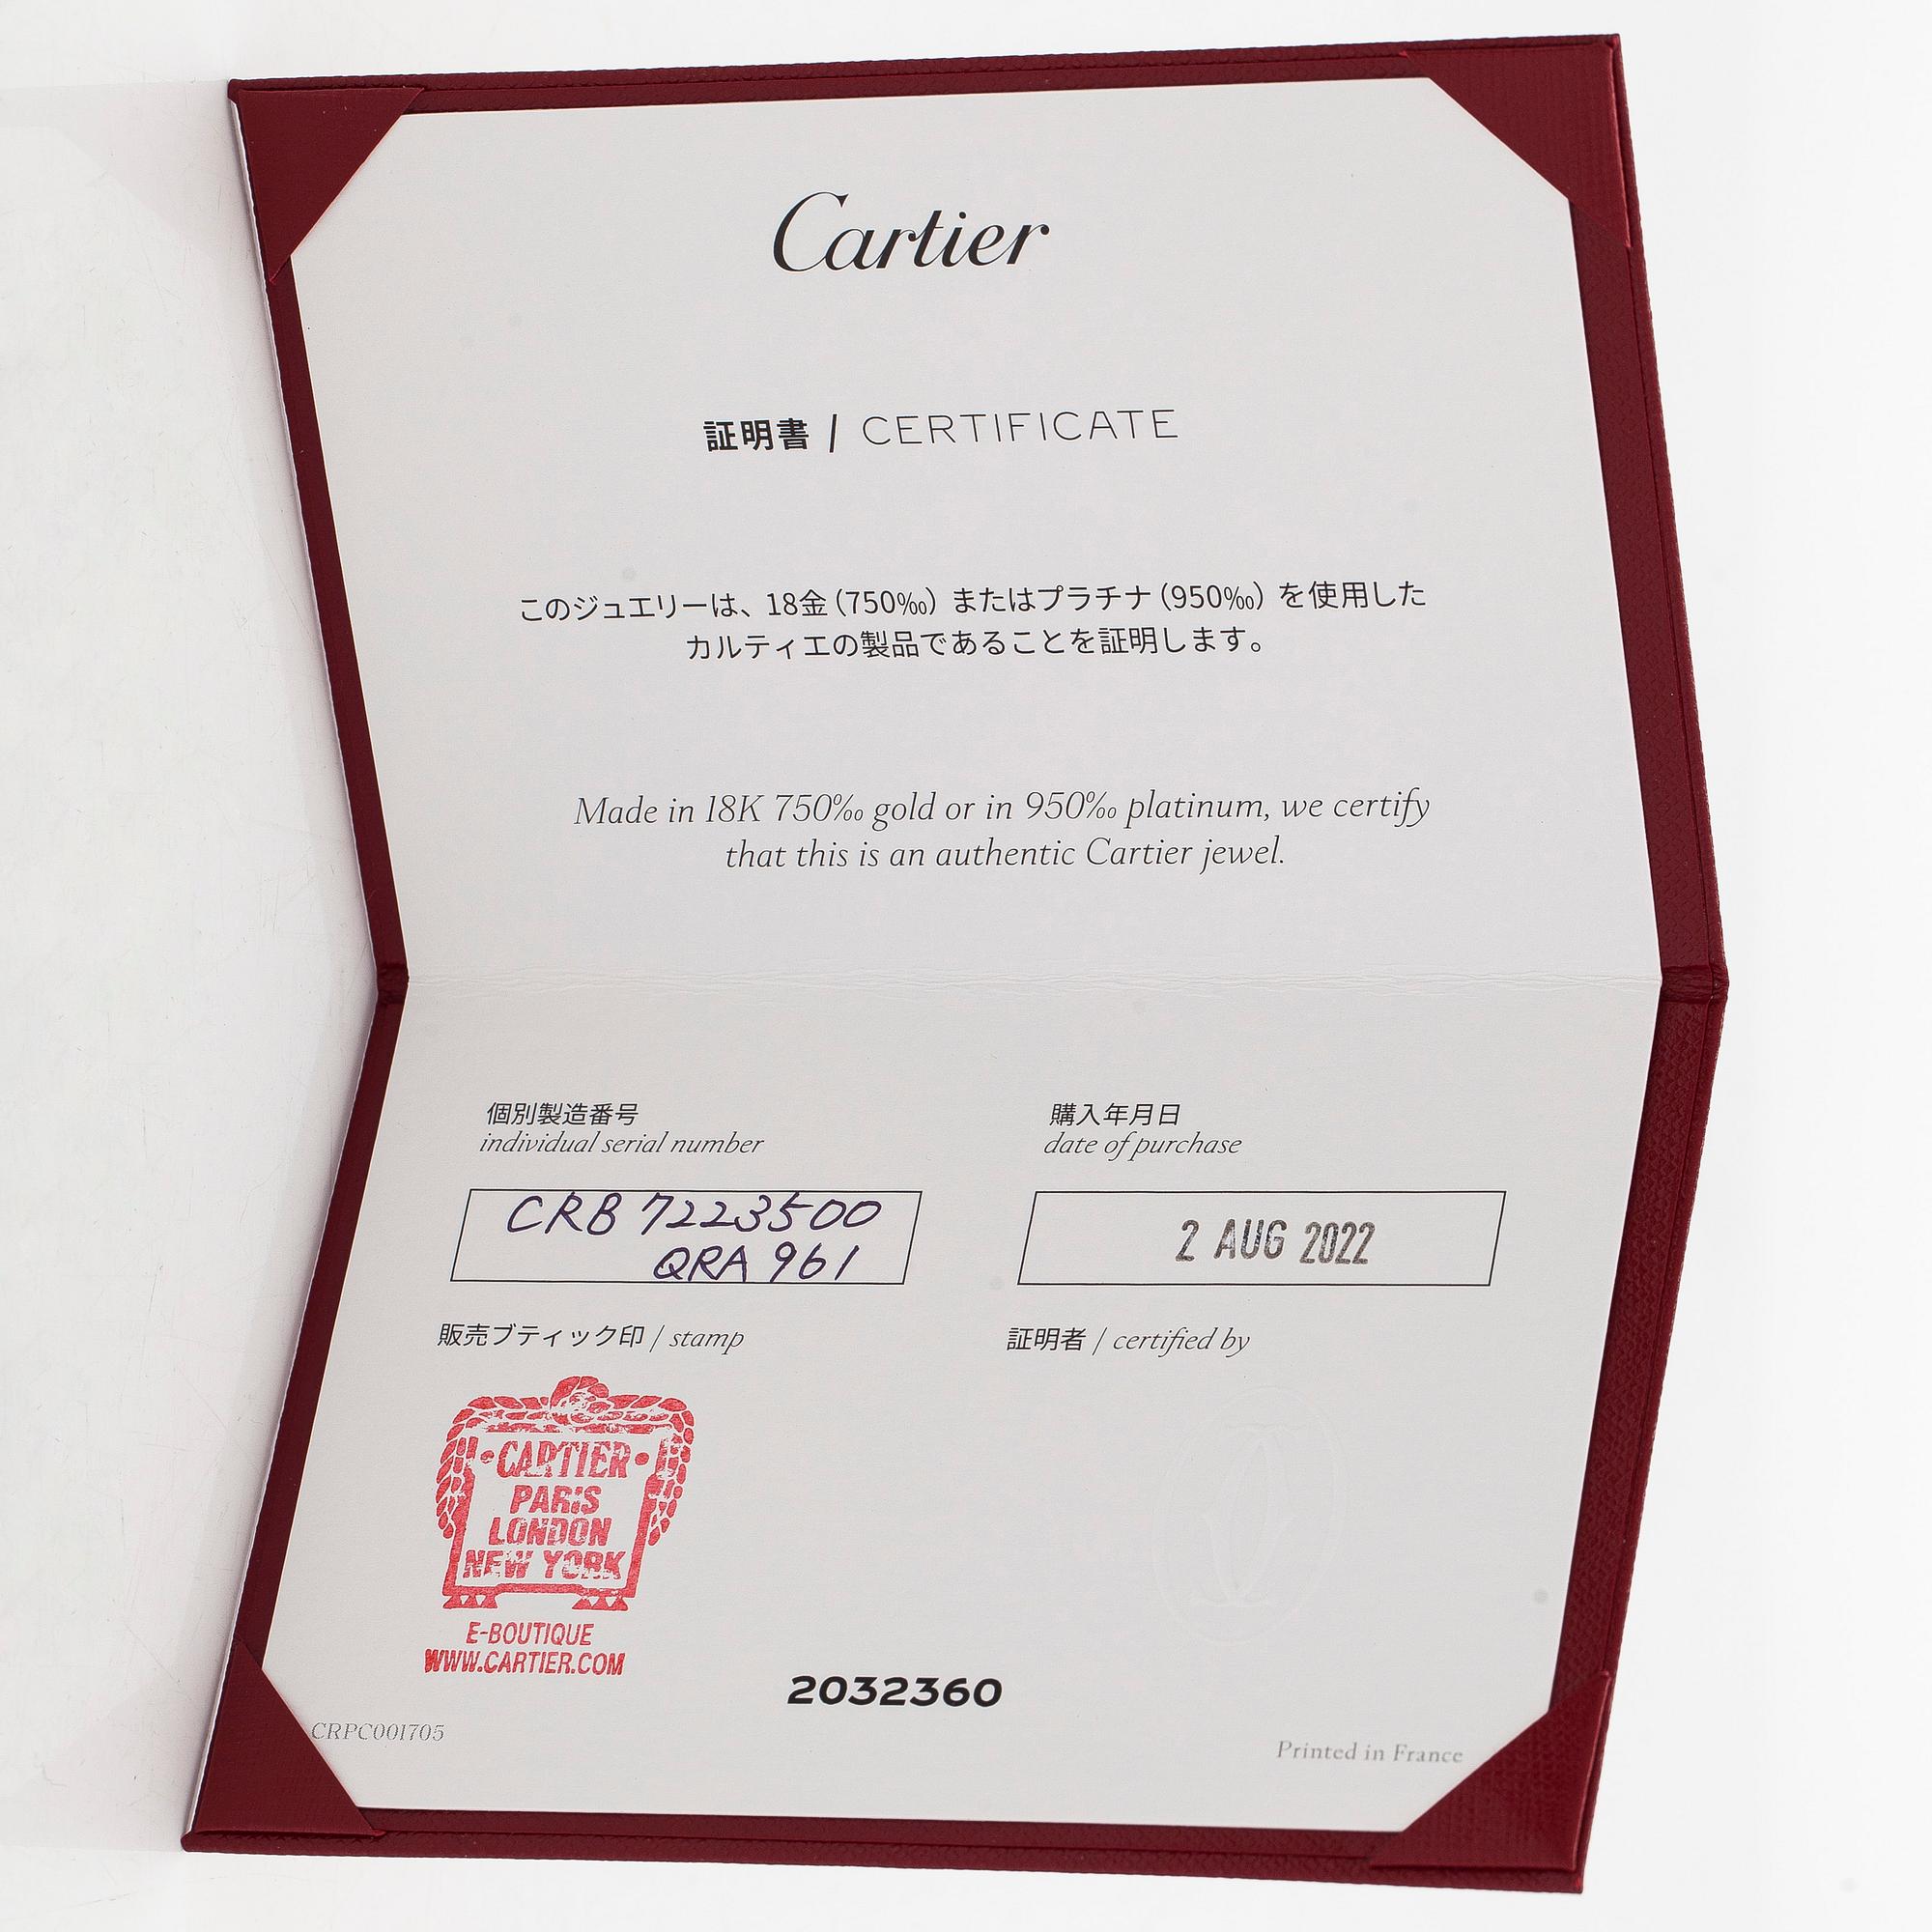 Cartier
証明書 / CERTIFICATE
このジュエリーは、18金（750‰）またはプラチナ（950‰）を使用した
カルティエの製品であることを証明します。
Made in 18K 750‰ gold or in 950‰ platinum, we certify
that this is an authentic Cartier jewel.
個別製造番号
individual serial number
CRB 7223500
QRA 961
購入年月日
date of purchase
2 AUG 2022
販売ブティック印 / stamp
証明者 / certified by
•CARTIER•
PARIS
LONDON
NEW YORK
E-BOUTIQUE
WWW.CARTIER.COM
2032360
CRPC001705
Printed in France